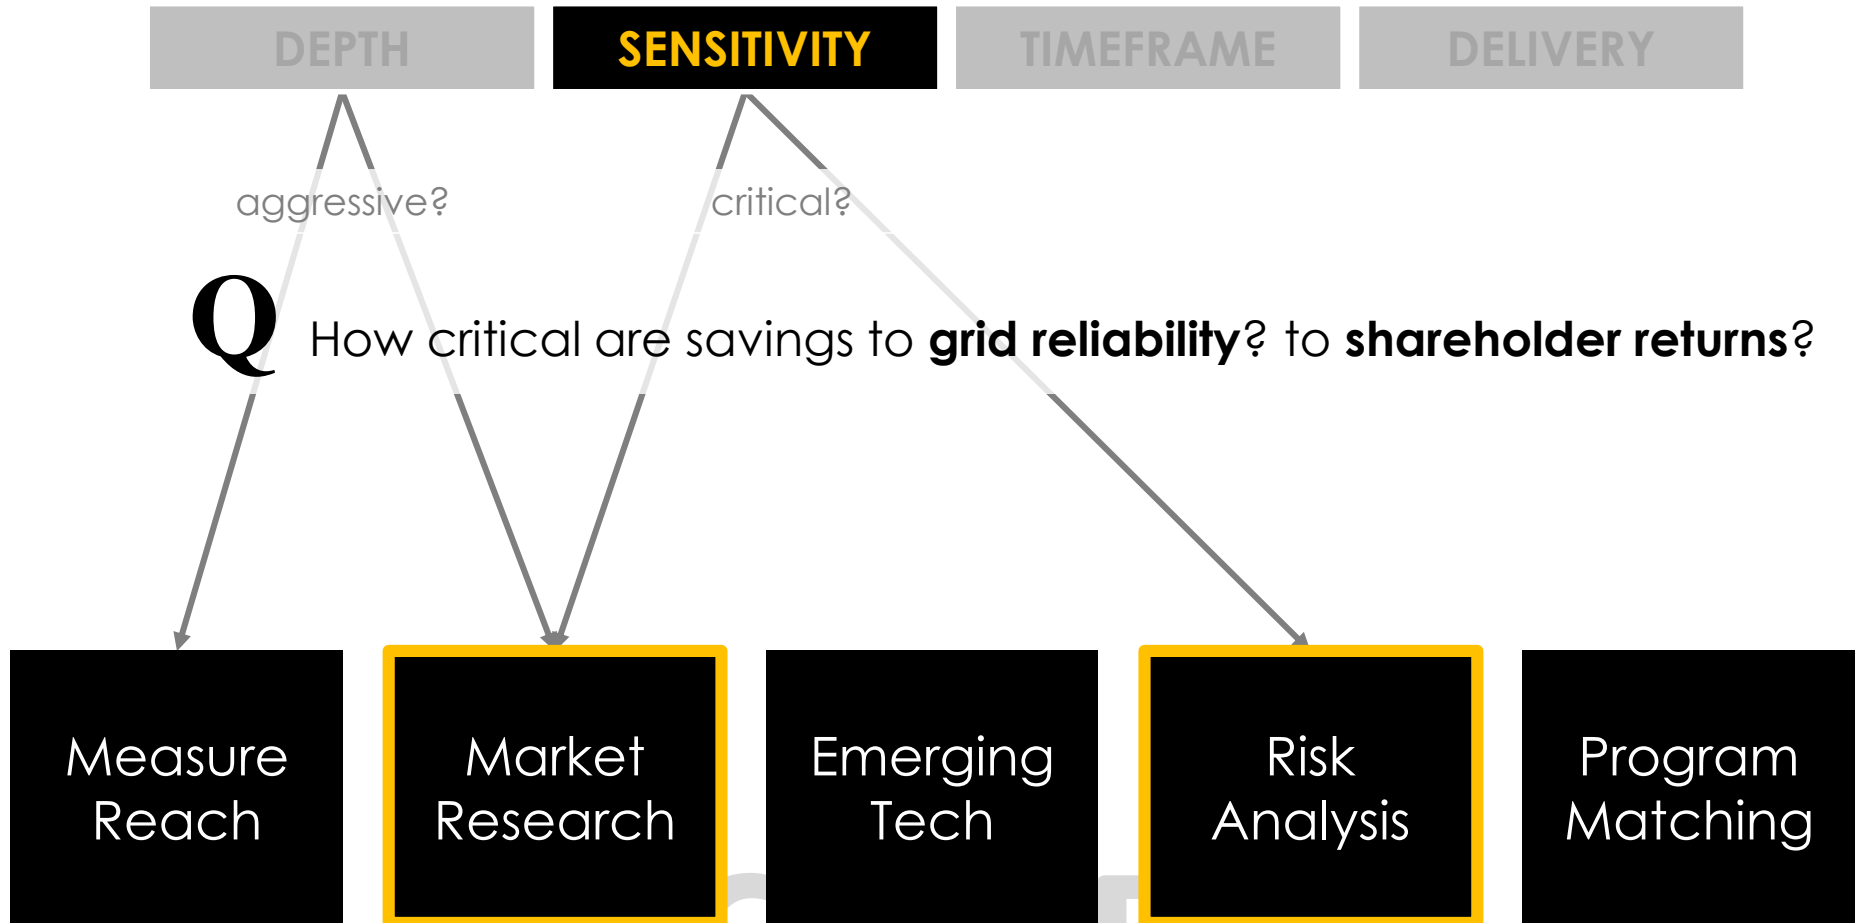 DEPTH
SENSITIVITY
TIMEFRAME
DELIVERY
aggressive?
critical?
Q How critical are savings to grid reliability? to shareholder returns?
Measure
Reach
Market
Research
Emerging
Tech
Risk
Analysis
Program
Matching